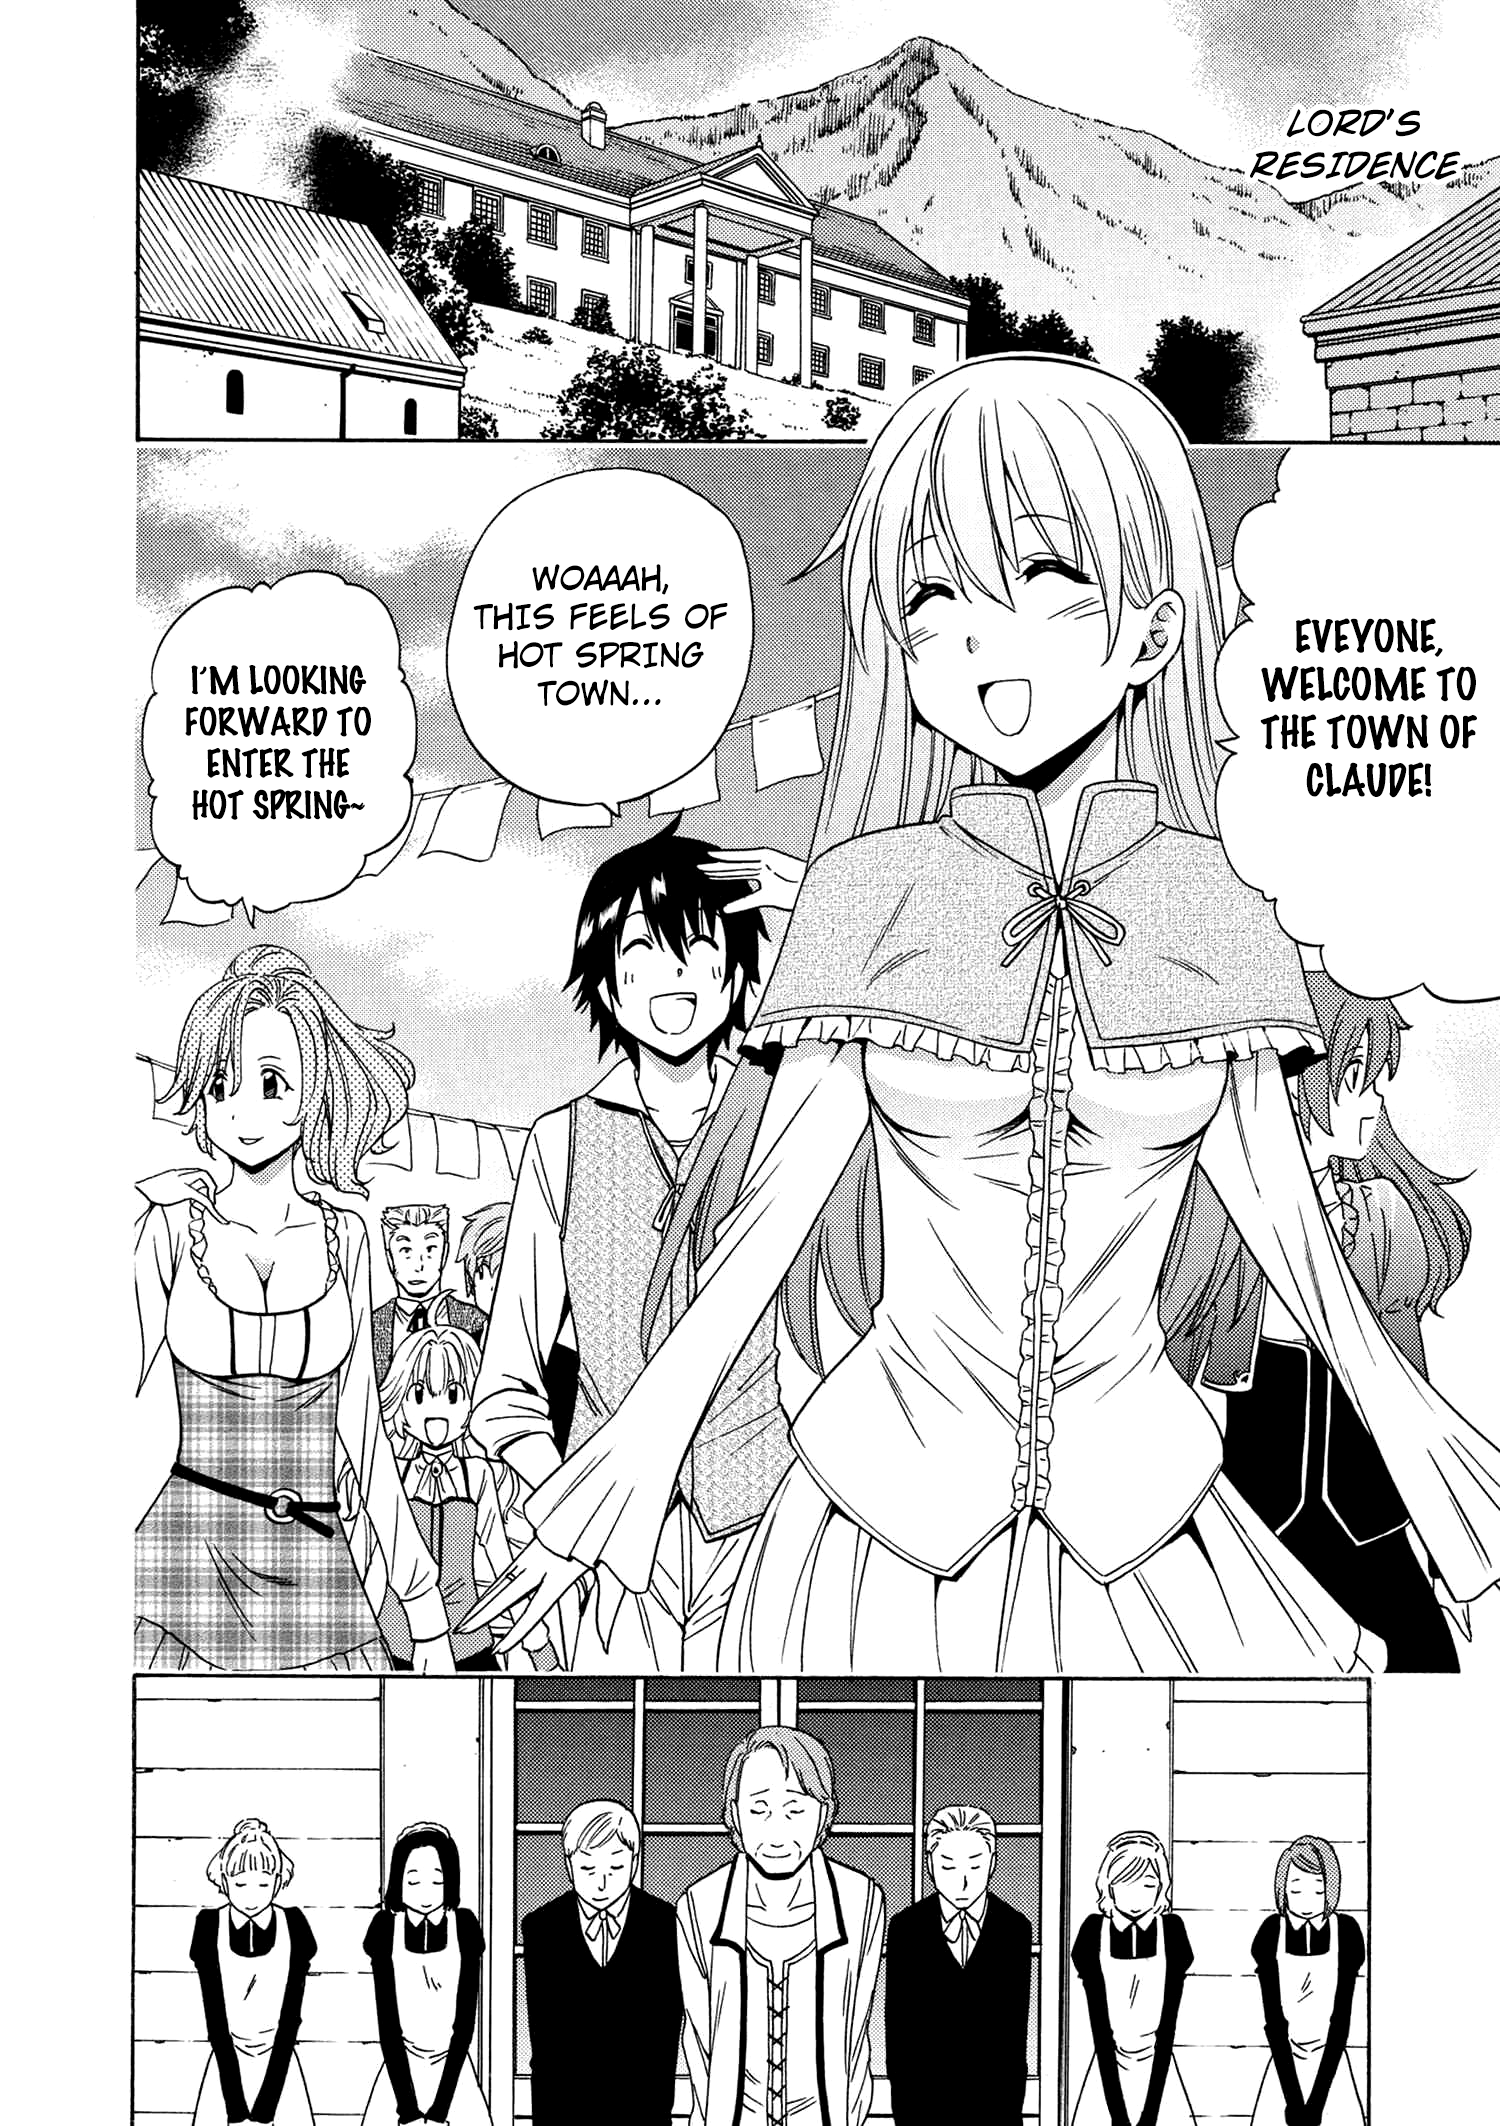 LORD'S
RESIDENCE
EVEYONE,
WELCOME TO
THE TOWN OF
CLAUDE!
WOAAAH,
THIS FEELS OF
HOT SPRING
TOWN...
I'M LOOKING
FORWARD TO
ENTER THE
HOT SPRING~